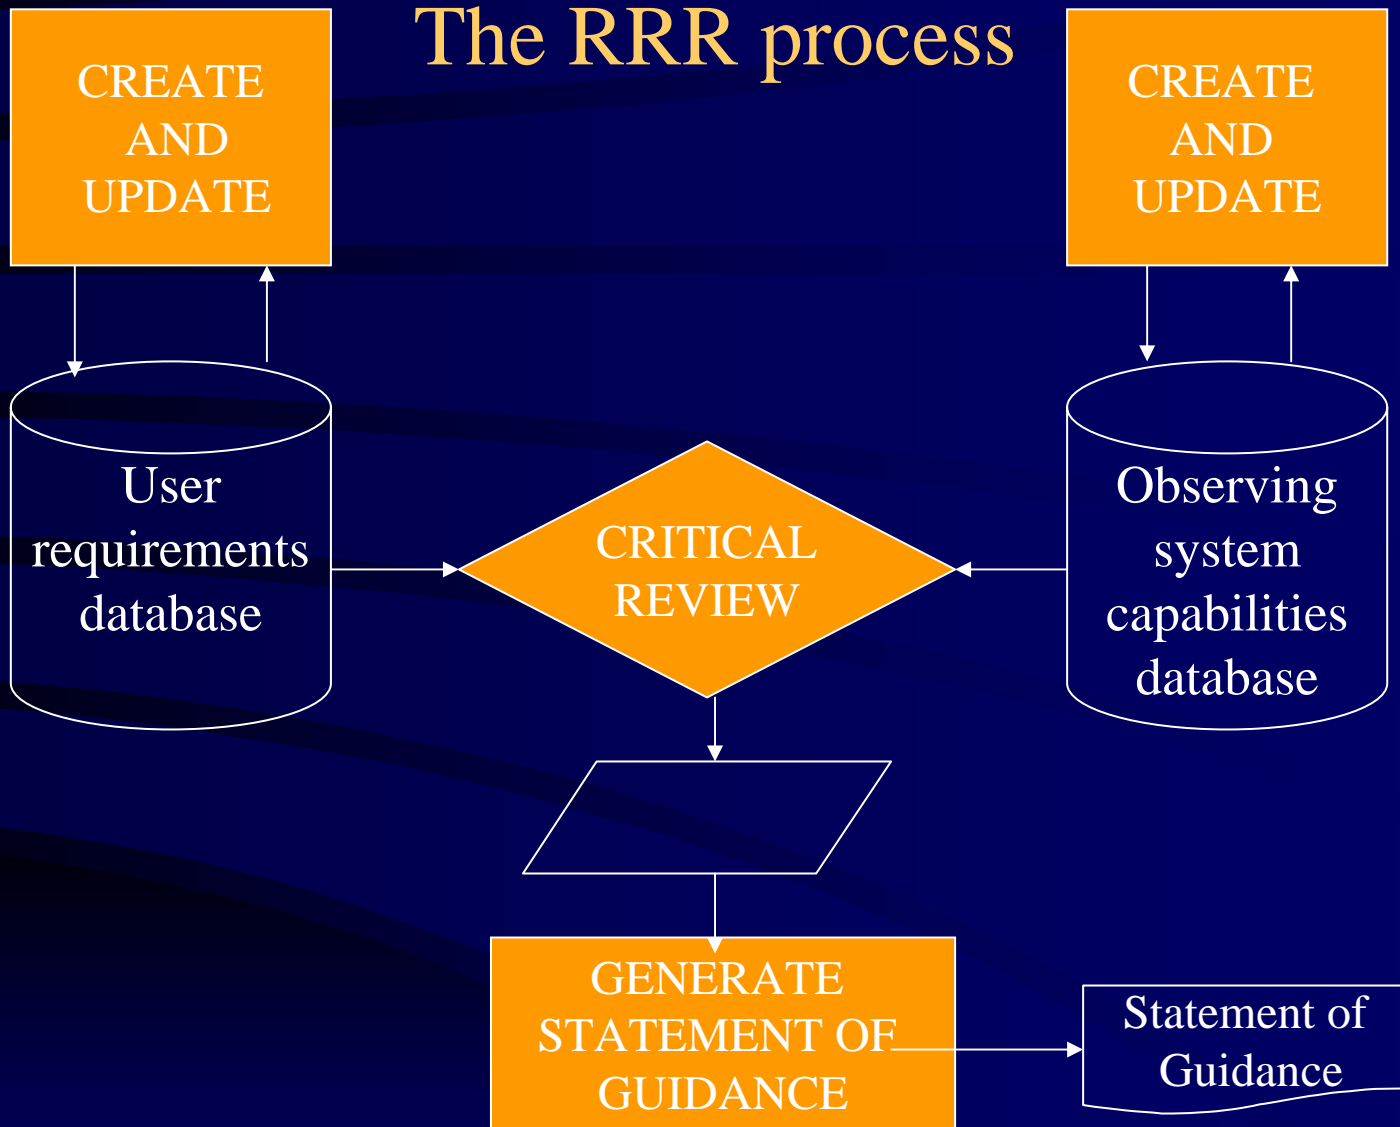 The RRR process
CREATE
AND
UPDATE
CREATE
AND
UPDATE
User
requirements
database
CRITICAL
REVIEW
Observing
system
capabilities
database
GENERATE
STATEMENT OF
GUIDANCE
Statement of
Guidance